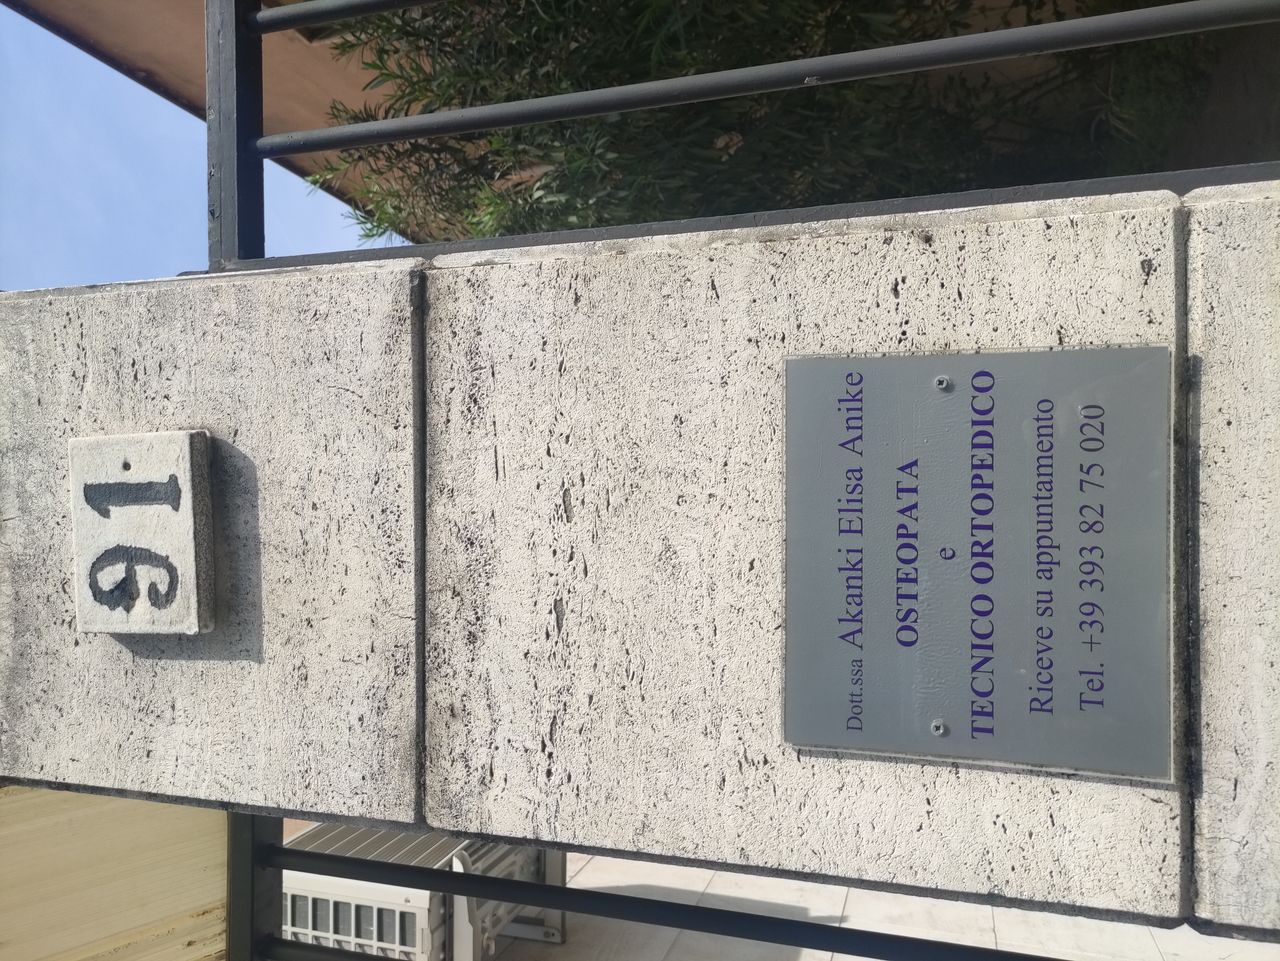 91
Dott.ssa Akanki Elisa Anike
OSTEOPATA
e
TECNICO ORTOPEDICO
Riceve su appuntamento
Tel. +39 393 82 75 020